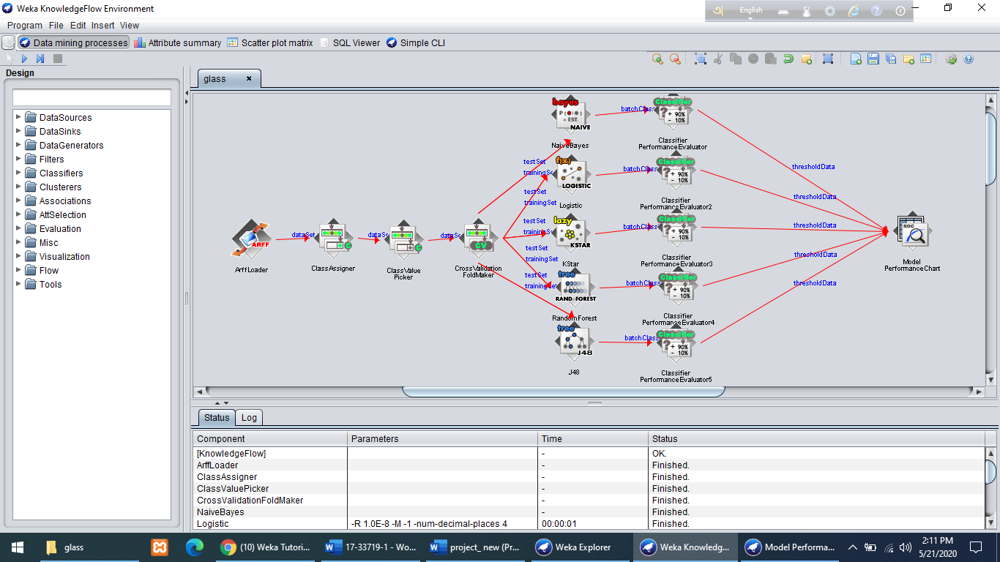 Weka KnowledgeFlow Environment
English
Program File Edit Insert View
Data mining processes Attribute summary Scatter plot matrix SQL Viewer Simple CLI
Design
glass
DataSources
DataSinks
DataGenerators
Filters
Classifiers
Clusterers
Associations
AttSelection
Evaluation
Misc
Visualization
Flow
Tools
bayes
P
+ EST.
NAIVE
NaiveBayes
batchClass
Classifier
? + 90%
- 10%
Classifier
PerformanceEvaluator
testSet
trainingSet
f(x)
LOGISTIC
Logistic
batchClass
Classifier
? + 90%
- 10%
Classifier
PerformanceEvaluator2
testSet
trainingSet
lazy
KSTAR
KStar
testSet
trainingSet
batchClass
Classifier
? + 90%
- 10%
Classifier
PerformanceEvaluator3
testSet
trainingSet
tree
RAND-FOREST
RandomForest
batchClass
Classifier
? + 90%
- 10%
Classifier
PerformanceEvaluator4
testSet
trainingSet
tree
J48
J48
batchClass
Classifier
? + 90%
- 10%
Classifier
PerformanceEvaluator5
ARFF
ArffLoader
dataSet
C
ClassAssigner
dataS
C
ClassValue
Picker
dataS
CV
CrossValidation
FoldMaker
thresholdData
thresholdData
thresholdData
thresholdData
thresholdData
ROC
Model
PerformanceChart
Status Log
Component Parameters Time Status
[KnowledgeFlow] - OK.
ArffLoader - Finished.
ClassAssigner - Finished.
ClassValuePicker - Finished.
CrossValidationFoldMaker - Finished.
NaiveBayes - Finished.
Logistic -R 1.0E-8 -M -1 -num-decimal-places 4 00:00:01 Finished.
glass (10) Weka Tutori... 17-33719-1 - Wo... project_ new (Pr... Weka Explorer Weka Knowledg... Model Performa...
2:11 PM
5/21/2020